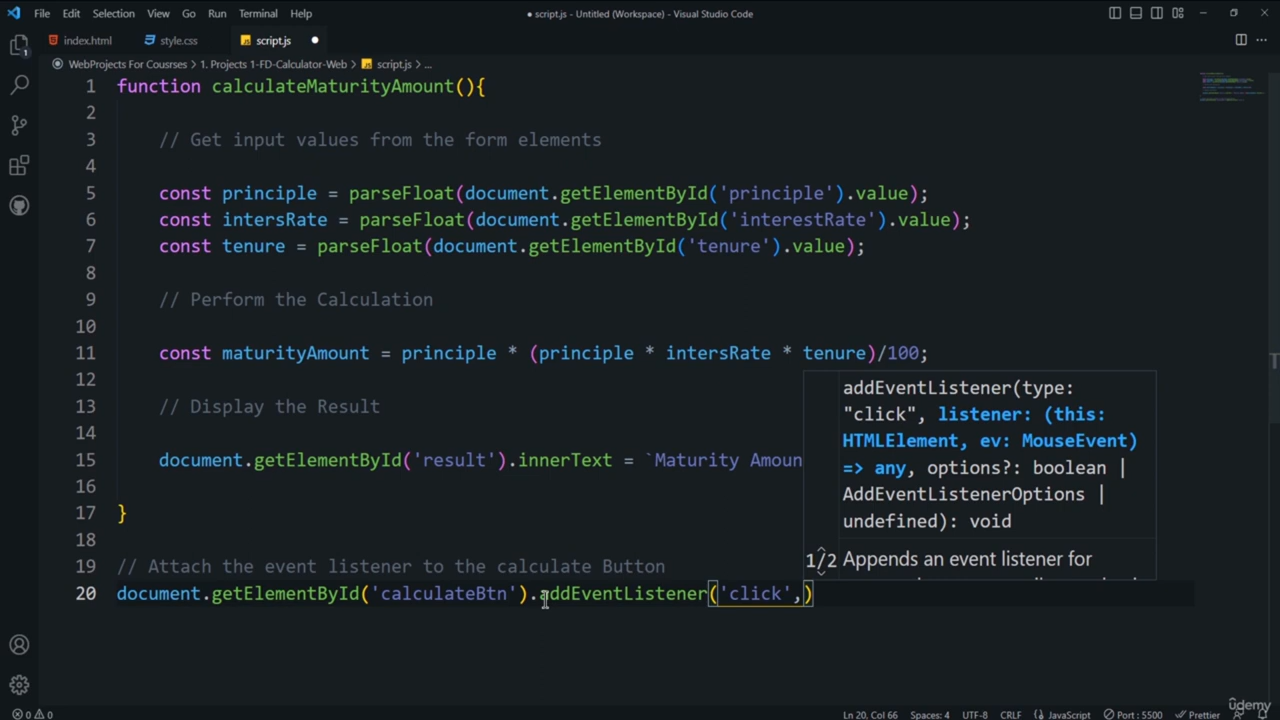 File Edit Selection View Go Run Terminal Help
● script.js - Untitled (Workspace) - Visual Studio Code
index.html style.css script.js
WebProjects For Cousrses > 1. Projects 1-FD-Calculator-Web > script.js > ...
1 function calculateMaturityAmount(){
2
3 // Get input values from the form elements
4
5 const principle = parseFloat(document.getElementById('principle').value);
6 const intersRate = parseFloat(document.getElementById('interestRate').value);
7 const tenure = parseFloat(document.getElementById('tenure').value);
8
9 // Perform the Calculation
10
11 const maturityAmount = principle * (principle * intersRate * tenure)/100;
12
13 // Display the Result
14
15 document.getElementById('result').innerText = `Maturity Amoun
16
17 }
18
19 // Attach the event listener to the calculate Button
20 document.getElementById('calculateBtn').addEventListener('click',)
addEventListener(type:
"click", listener: (this:
HTMLElement, ev: MouseEvent)
=> any, options?: boolean |
AddEventListenerOptions |
undefined): void
1/2 Appends an event listener for
0 0 Ln 20, Col 66 Spaces: 4 UTF-8 CRLF JavaScript Port : 5500 Prettier
udemy